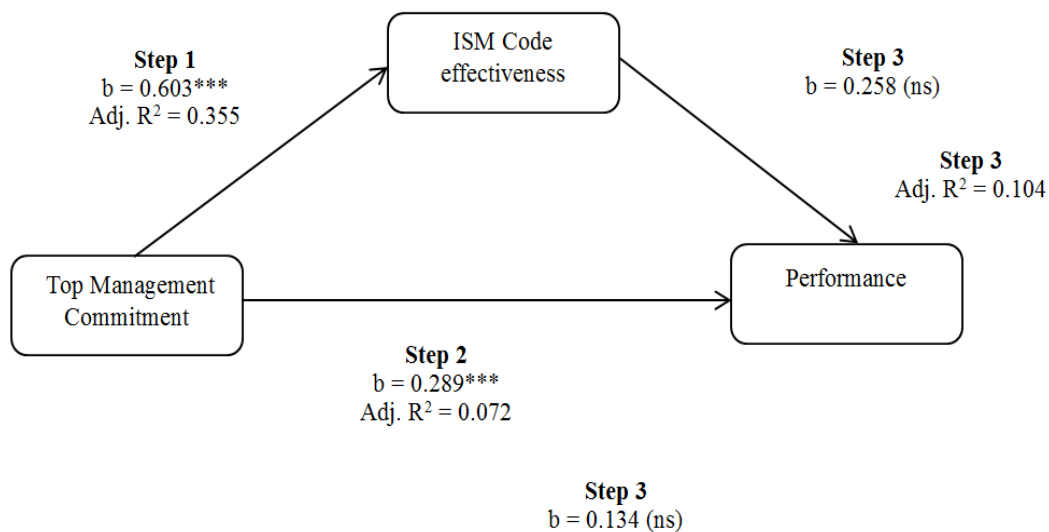 ISM Code
effectiveness
Step 1
b = 0.603***
Adj. R² = 0.355
Step 3
b = 0.258 (ns)
Step 3
Adj. R² = 0.104
Top Management
Commitment
Performance
Step 2
b = 0.289***
Adj. R² = 0.072
Step 3
b = 0.134 (ns)